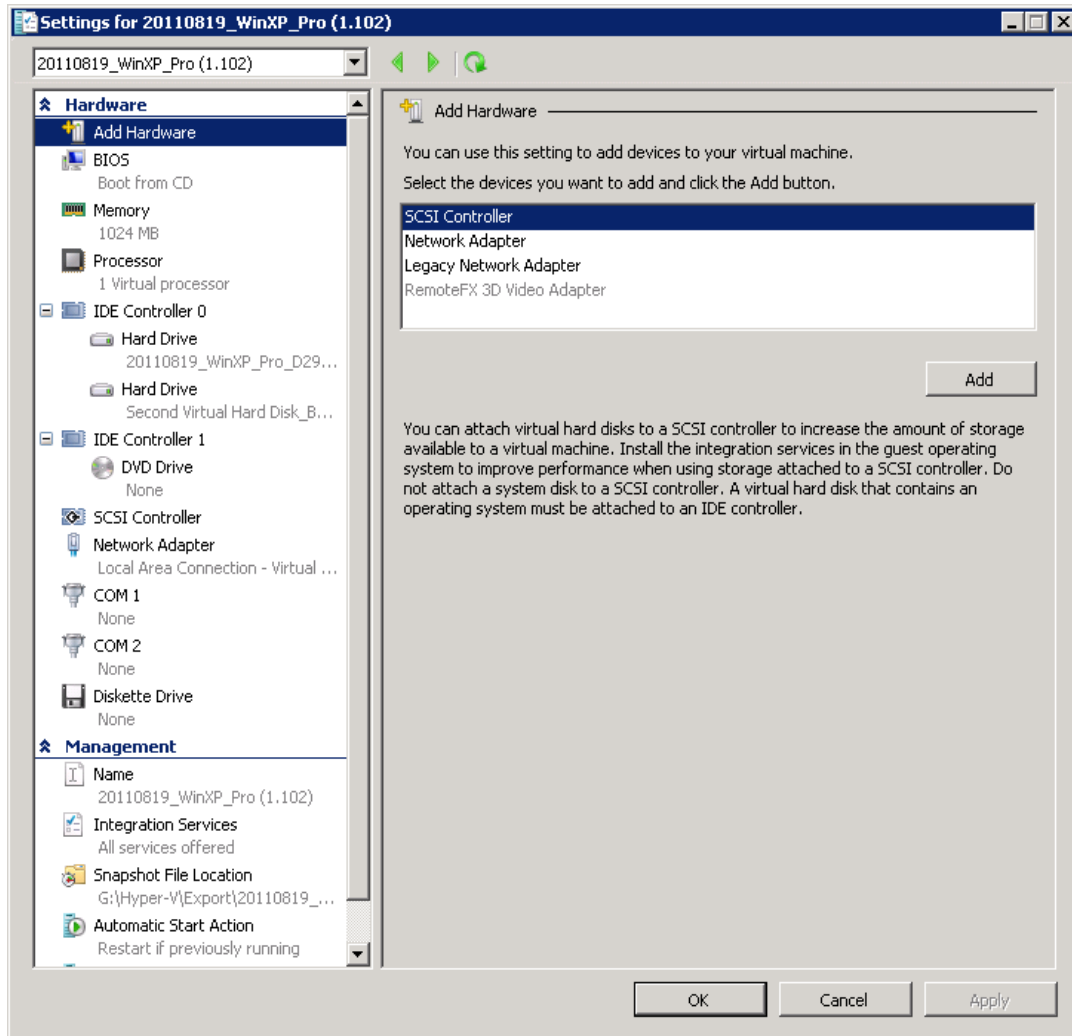 Settings for 20110819_WinXP_Pro (1.102)
20110819_WinXP_Pro (1.102)
Hardware
Add Hardware
BIOS
Boot from CD
Memory
1024 MB
Processor
1 Virtual processor
IDE Controller 0
Hard Drive
20110819_WinXP_Pro_D29...
Hard Drive
Second Virtual Hard Disk_B...
IDE Controller 1
DVD Drive
None
SCSI Controller
Network Adapter
Local Area Connection - Virtual ...
COM 1
None
COM 2
None
Diskette Drive
None
Management
Name
20110819_WinXP_Pro (1.102)
Integration Services
All services offered
Snapshot File Location
G:\Hyper-V\Export\20110819_...
Automatic Start Action
Restart if previously running
Add Hardware
You can use this setting to add devices to your virtual machine.
Select the devices you want to add and click the Add button.
SCSI Controller
Network Adapter
Legacy Network Adapter
RemoteFX 3D Video Adapter
Add
You can attach virtual hard disks to a SCSI controller to increase the amount of storage
available to a virtual machine. Install the integration services in the guest operating
system to improve performance when using storage attached to a SCSI controller. Do
not attach a system disk to a SCSI controller. A virtual hard disk that contains an
operating system must be attached to an IDE controller.
OK
Cancel
Apply